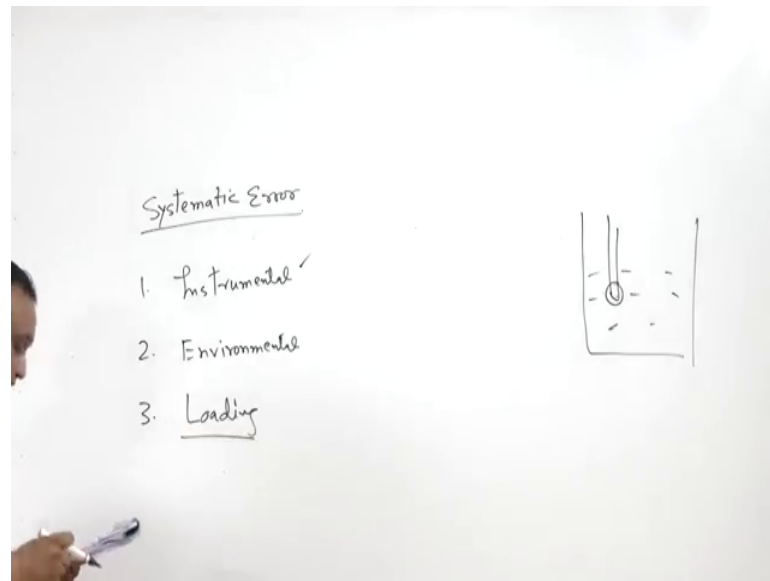 Systematic Error
1. Instrumental ✓
2. Environmental
3. Loading